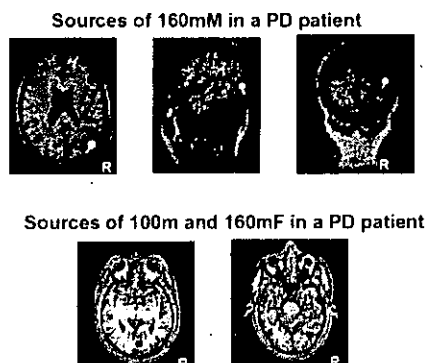 Sources of 160mM in a PD patient
R
R
Sources of 100m and 160mF in a PD patient